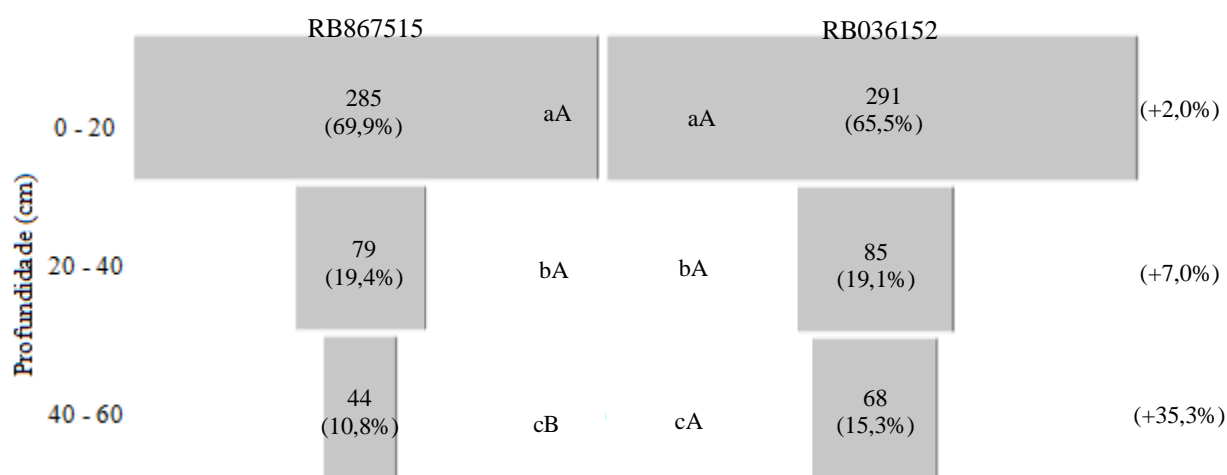 RB867515
RB036152
0 - 20
285
(69,9%)
aA
aA
291
(65,5%)
(+2,0%)
Profundidade (cm)
20 - 40
79
(19,4%)
bA
bA
85
(19,1%)
(+7,0%)
40 - 60
44
(10,8%)
cB
cA
68
(15,3%)
(+35,3%)